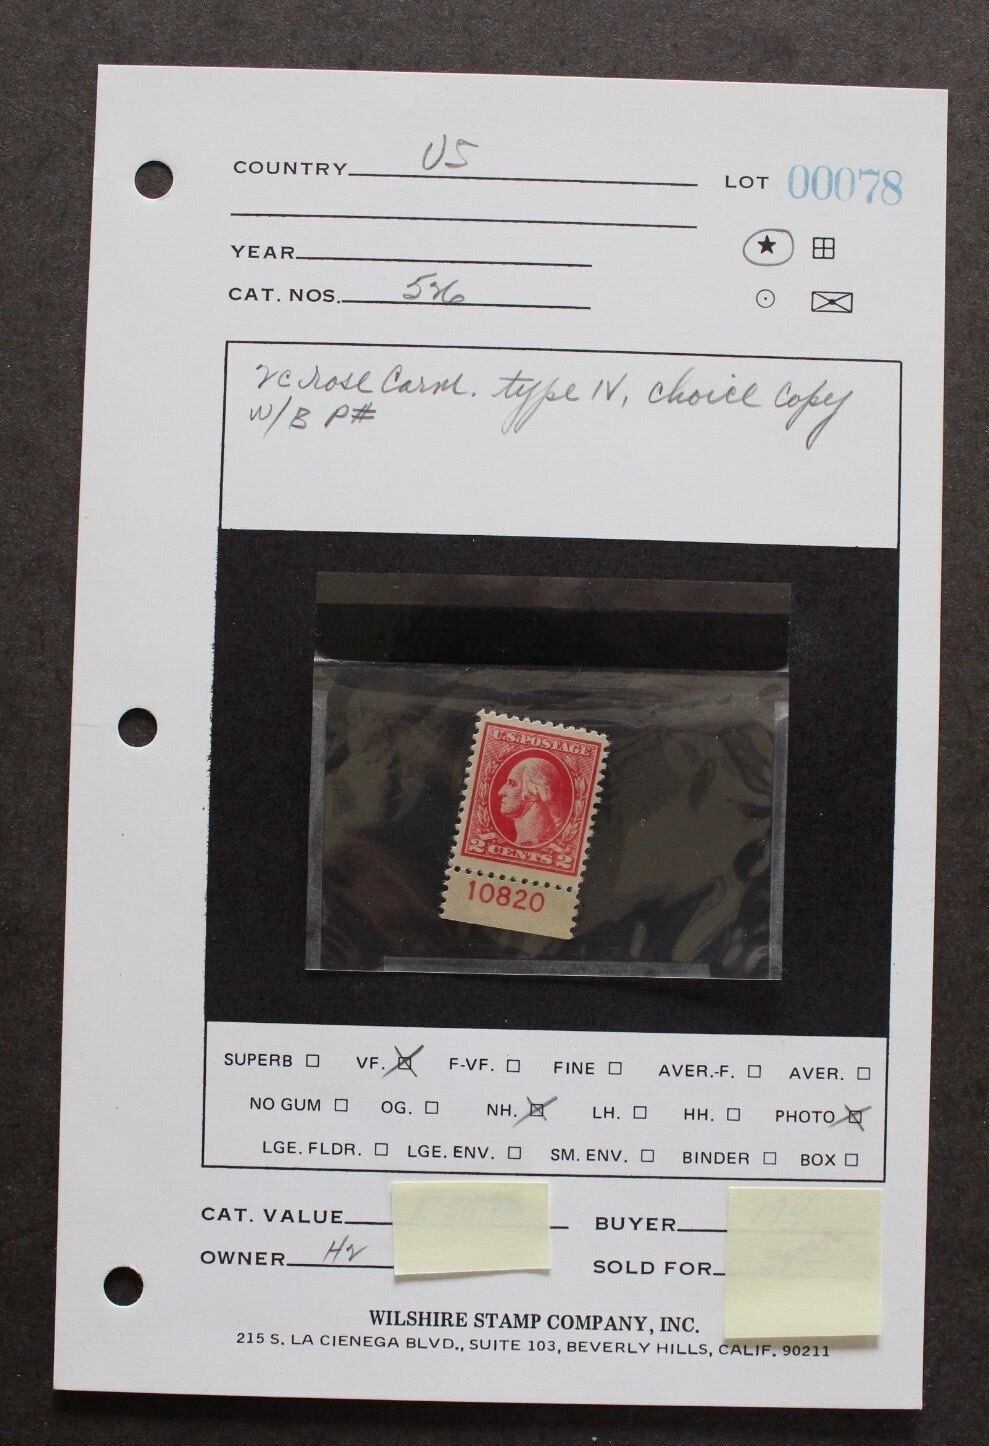 COUNTRY US LOT 00078
YEAR
CAT. NOS. 526
2c rose Carm. type IV, choice copy
w/B P#
U.S. POSTAGE
2 CENTS 2
10820
SUPERB VF. F-VF. FINE AVER.-F. AVER.
NO GUM OG. NH. LH. HH. PHOTO
LGE. FLDR. LGE. ENV. SM. ENV. BINDER BOX
CAT. VALUE BUYER
OWNER H2 SOLD FOR
WILSHIRE STAMP COMPANY, INC.
215 S. LA CIENEGA BLVD., SUITE 103, BEVERLY HILLS, CALIF. 90211